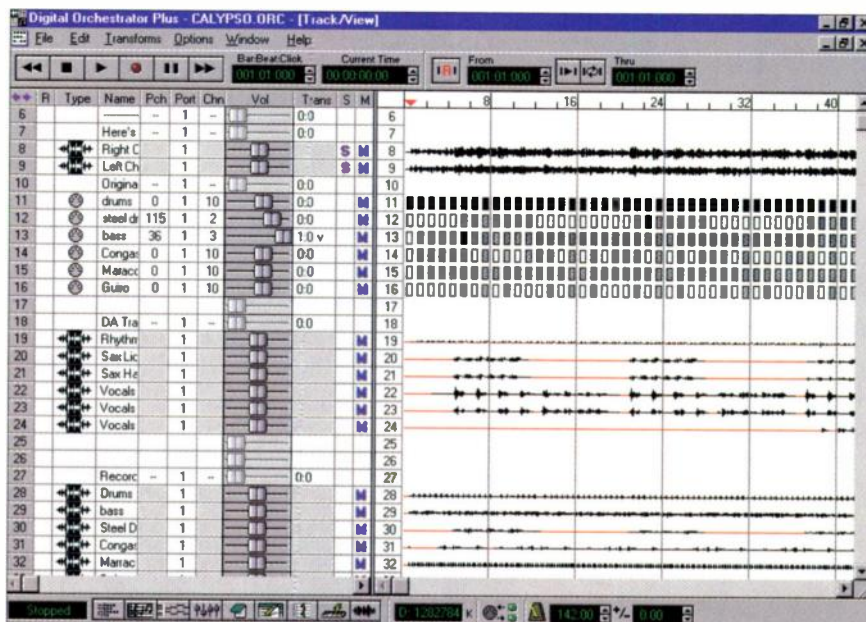 Digital Orchestrator Plus - CALYPSO.ORC - [Track/View]
File Edit Transforms Options Window Help
Bar:Beat:Click Current Time From Thru
001:01:000 00:00:00:00 001:01:000 001:01:000
R Type Name Pch Port Chn Vol Trans S M 8 16 24 32 40
6 -- 1 -- 0:0 6
7 Here's -- 1 -- 0:0 7
8 Right C 1 S M 8
9 Left Ch 1 S M 9
10 Origina -- 1 -- 0:0 10
11 drums 0 1 10 0:0 M 11
12 steel dr 115 1 2 0:0 M 12
13 bass 36 1 3 1:0 v M 13
14 Congas 0 1 10 0:0 M 14
15 Maracc 0 1 10 0:0 M 15
16 Guiro 0 1 10 0:0 M 16
17 17
18 DA Tra -- 1 -- 0:0 18
19 Rhythm 1 M 19
20 Sax Lic 1 M 20
21 Sax Ha 1 M 21
22 Vocals 1 M 22
23 Vocals 1 M 23
24 Vocals 1 M 24
25 25
26 26
27 Recorc -- 1 -- 0:0 27
28 Drums 1 M 28
29 bass 1 M 29
30 Steel D 1 M 30
31 Congas 1 M 31
32 Marrac 1 M 32
Stopped D: 1282784 K 142.00 +/- 0.00